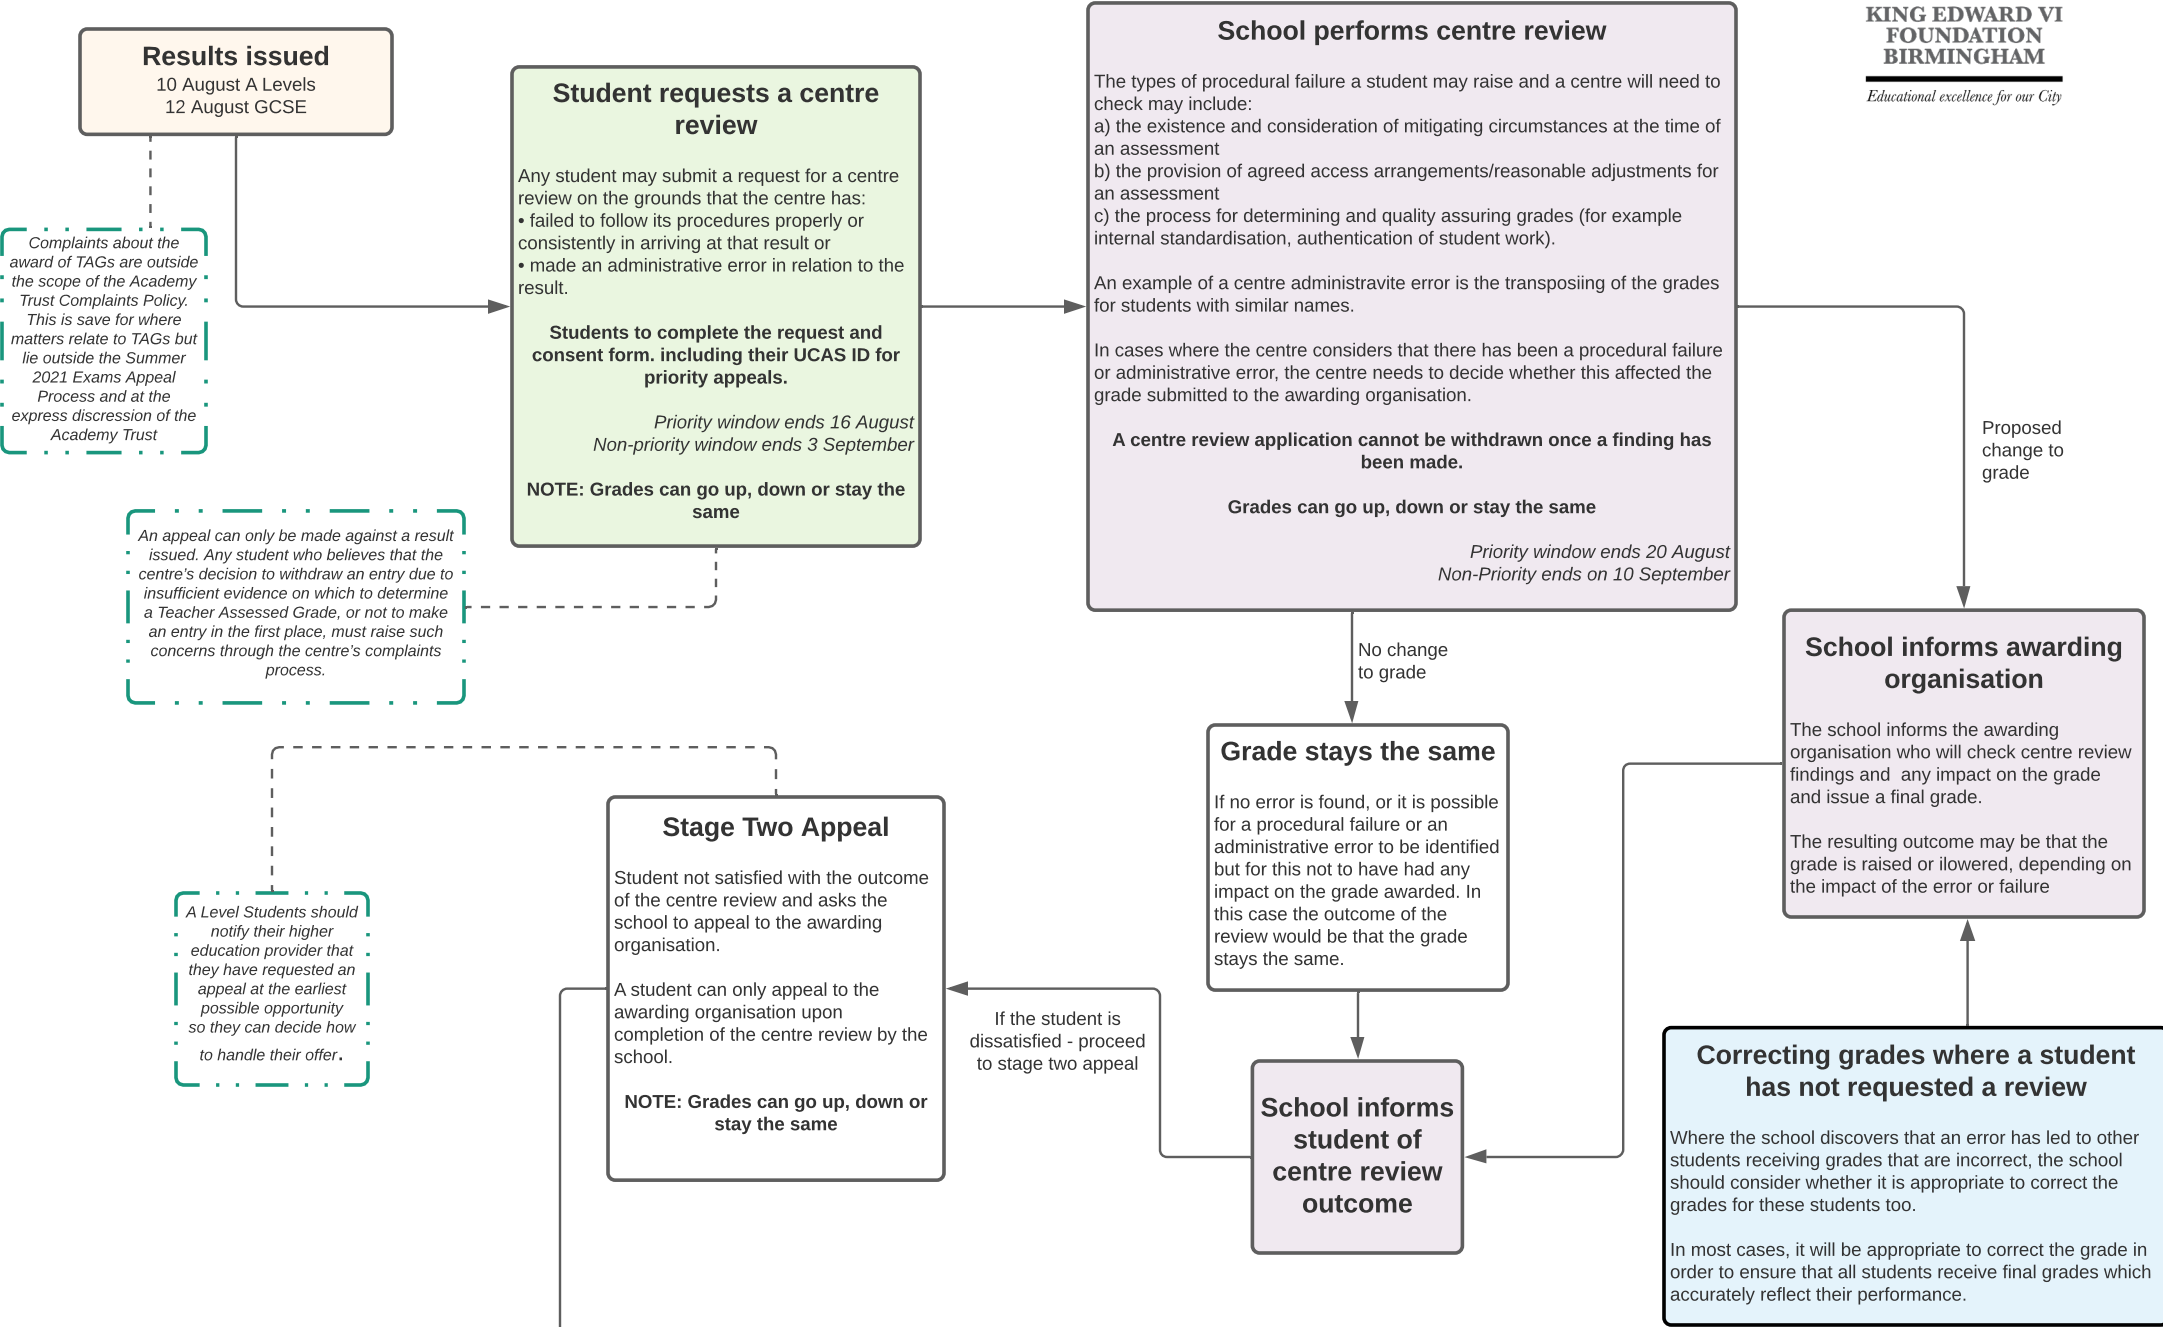 Results issued
10 August A Levels
12 August GCSE
Complaints about the
award of TAGs are outside
the scope of the Academy
Trust Complaints Policy.
This is save for where
matters relate to TAGs but
lie outside the Summer
2021 Exams Appeal
Process and at the
express discression of the
Academy Trust
Student requests a centre
review
Any student may submit a request for a centre
review on the grounds that the centre has:
• failed to follow its procedures properly or
consistently in arriving at that result or
• made an administrative error in relation to the
result.
Students to complete the request and
consent form. including their UCAS ID for
priority appeals.
Priority window ends 16 August
Non-priority window ends 3 September
NOTE: Grades can go up, down or stay the
same
An appeal can only be made against a result
issued. Any student who believes that the
centre's decision to withdraw an entry due to
insufficient evidence on which to determine
a Teacher Assessed Grade, or not to make
an entry in the first place, must raise such
concerns through the centre's complaints
process.
School performs centre review
The types of procedural failure a student may raise and a centre will need to
check may include:
a) the existence and consideration of mitigating circumstances at the time of
an assessment
b) the provision of agreed access arrangements/reasonable adjustments for
an assessment
c) the process for determining and quality assuring grades (for example
internal standardisation, authentication of student work).
An example of a centre administravite error is the transposiing of the grades
for students with similar names.
In cases where the centre considers that there has been a procedural failure
or administrative error, the centre needs to decide whether this affected the
grade submitted to the awarding organisation.
A centre review application cannot be withdrawn once a finding has
been made.
Grades can go up, down or stay the same
Priority window ends 20 August
Non-Priority ends on 10 September
KING EDWARD VI
FOUNDATION
BIRMINGHAM
Educational excellence for our City
Proposed
change to
grade
No change
to grade
School informs awarding
organisation
The school informs the awarding
organisation who will check centre review
findings and  any impact on the grade
and issue a final grade.
The resulting outcome may be that the
grade is raised or ilowered, depending on
the impact of the error or failure
Grade stays the same
If no error is found, or it is possible
for a procedural failure or an
administrative error to be identified
but for this not to have had any
impact on the grade awarded. In
this case the outcome of the
review would be that the grade
stays the same.
Stage Two Appeal
Student not satisfied with the outcome
of the centre review and asks the
school to appeal to the awarding
organisation.
A student can only appeal to the
awarding organisation upon
completion of the centre review by the
school.
NOTE: Grades can go up, down or
stay the same
A Level Students should
notify their higher
education provider that
they have requested an
appeal at the earliest
possible opportunity
so they can decide how
to handle their offer.
If the student is
dissatisfied - proceed
to stage two appeal
School informs
student of
centre review
outcome
Correcting grades where a student
has not requested a review
Where the school discovers that an error has led to other
students receiving grades that are incorrect, the school
should consider whether it is appropriate to correct the
grades for these students too.
In most cases, it will be appropriate to correct the grade in
order to ensure that all students receive final grades which
accurately reflect their performance.